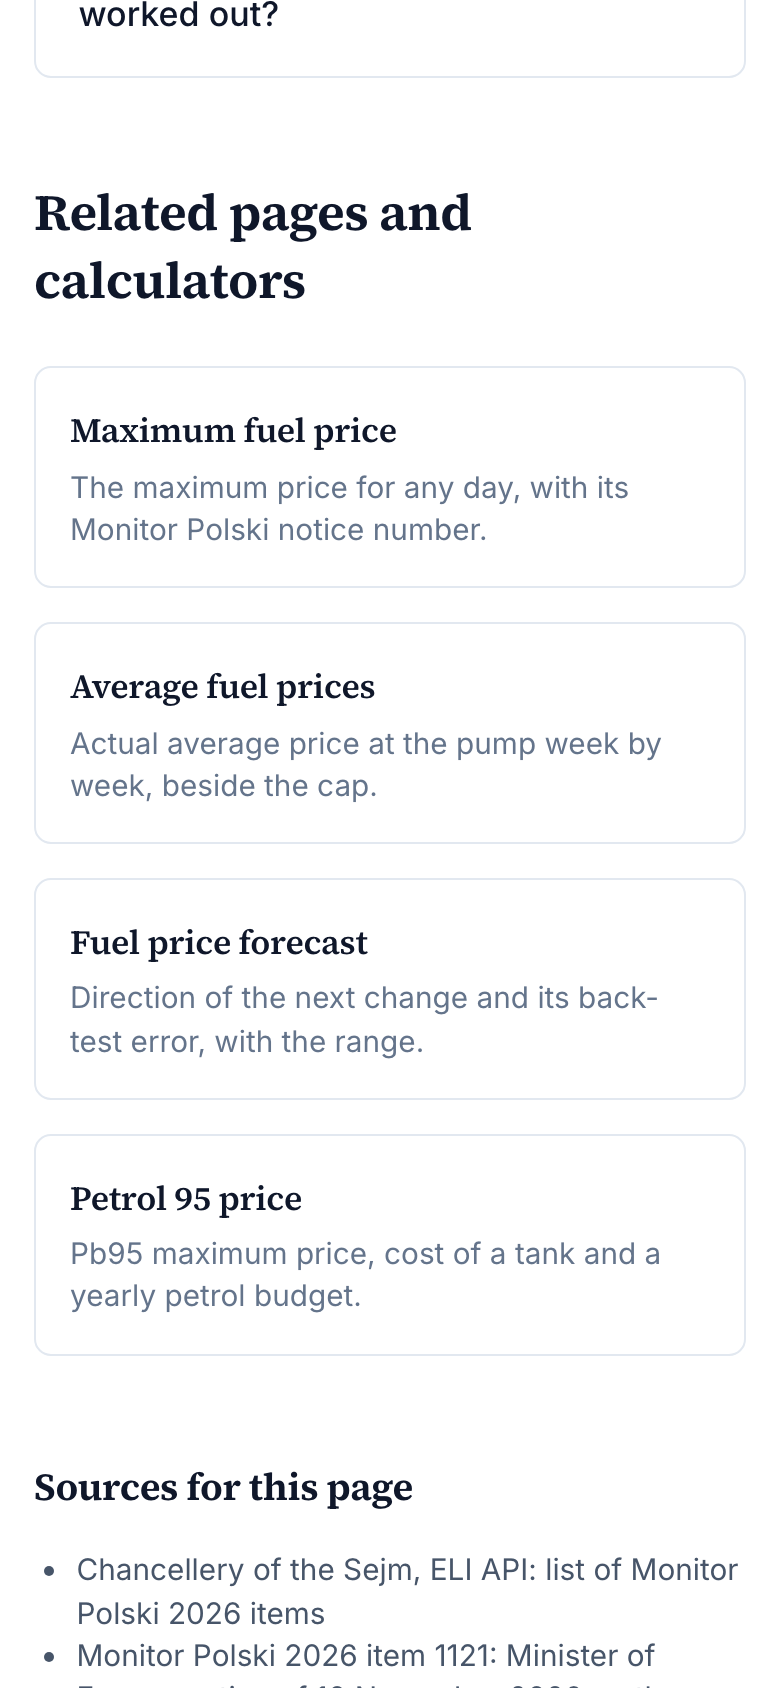 worked out?
Related pages and
calculators
Maximum fuel price
The maximum price for any day, with its
Monitor Polski notice number.
Average fuel prices
Actual average price at the pump week by
week, beside the cap.
Fuel price forecast
Direction of the next change and its back-
test error, with the range.
Petrol 95 price
Pb95 maximum price, cost of a tank and a
yearly petrol budget.
Sources for this page
• Chancellery of the Sejm, ELI API: list of Monitor
Polski 2026 items
• Monitor Polski 2026 item 1121: Minister of